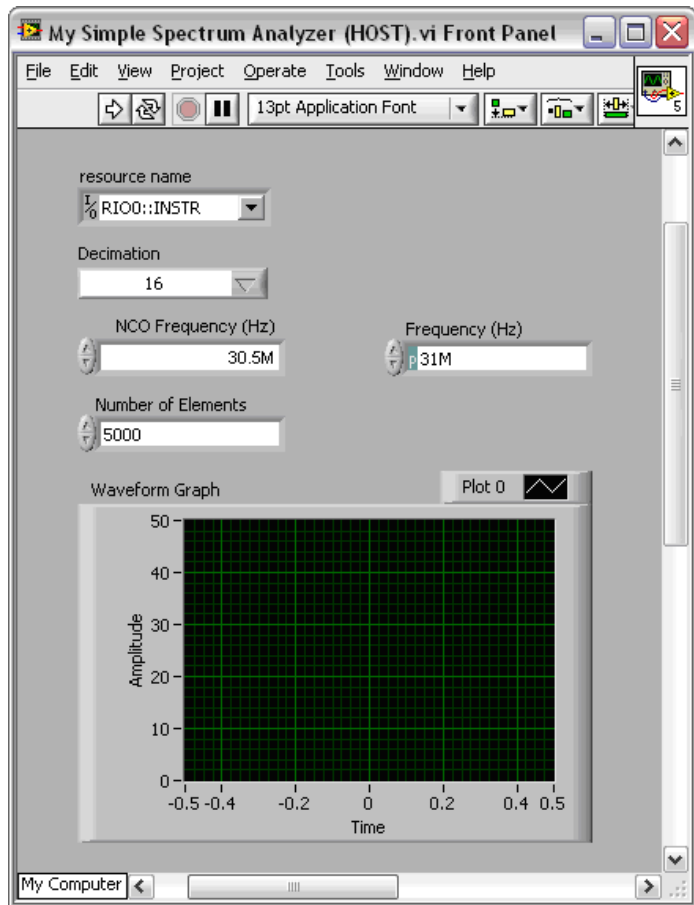 My Simple Spectrum Analyzer (HOST).vi Front Panel
File Edit View Project Operate Tools Window Help
13pt Application Font
5
resource name
I/O RIO0::INSTR
Decimation
16
NCO Frequency (Hz)
30.5M
Frequency (Hz)
p 31M
Number of Elements
5000
Waveform Graph
Plot 0
50
40
30
20
10
0
Amplitude
-0.5 -0.4 -0.2 0 0.2 0.4 0.5
Time
My Computer